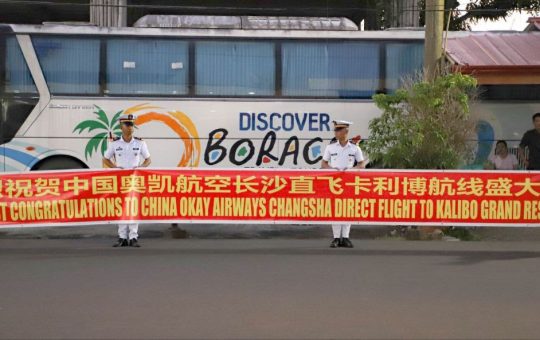 DISCOVER
BORAC
祝贺中国奥凯航空长沙直飞卡利博航线盛大
CONGRATULATIONS TO CHINA OKAY AIRWAYS CHANGSHA DIRECT FLIGHT TO KALIBO GRAND RES